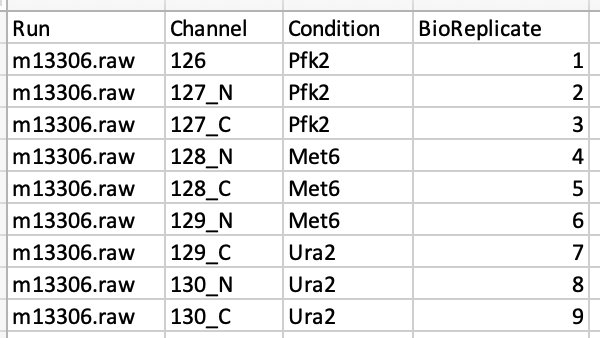 Run Channel Condition BioReplicate
m13306.raw 126 Pfk2 1
m13306.raw 127_N Pfk2 2
m13306.raw 127_C Pfk2 3
m13306.raw 128_N Met6 4
m13306.raw 128_C Met6 5
m13306.raw 129_N Met6 6
m13306.raw 129_C Ura2 7
m13306.raw 130_N Ura2 8
m13306.raw 130_C Ura2 9